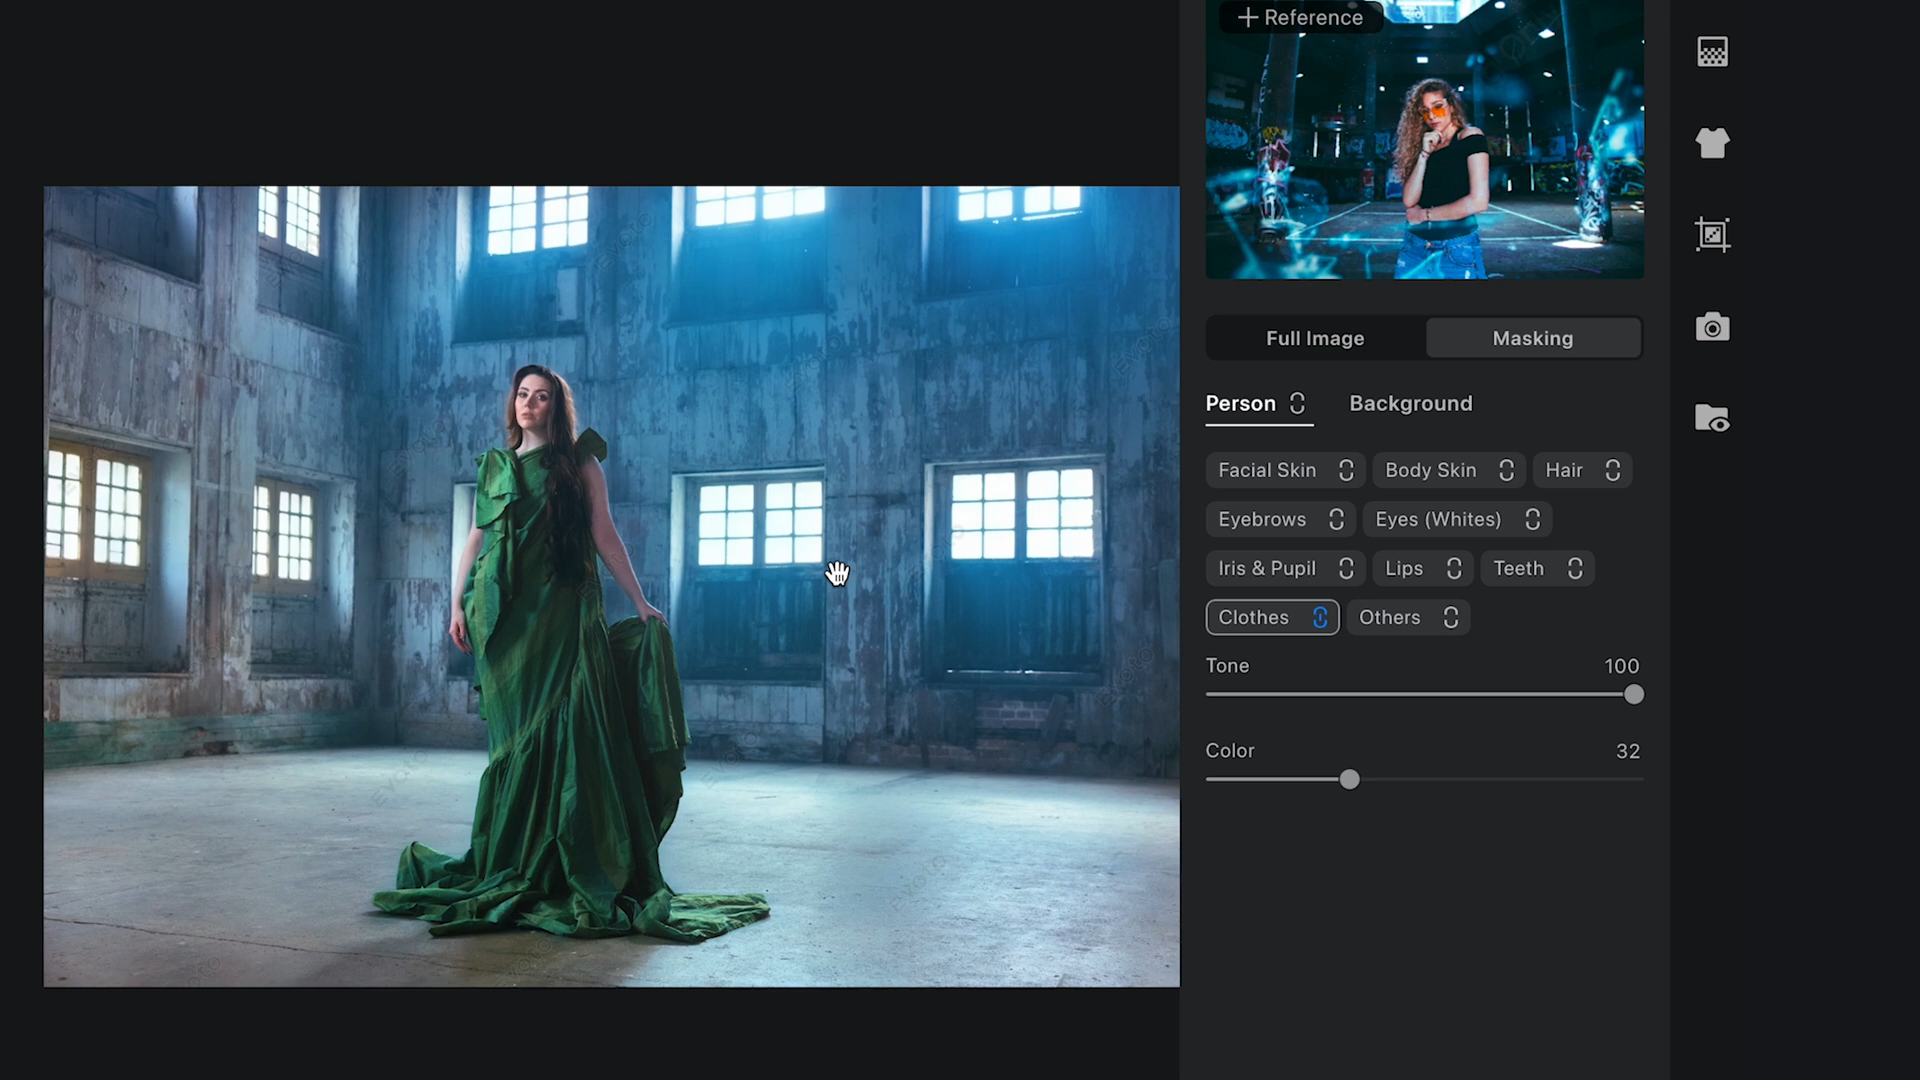 + Reference
Full Image Masking
Person Background
Facial Skin Body Skin Hair
Eyebrows Eyes (Whites)
Iris & Pupil Lips Teeth
Clothes Others
Tone 100
Color 32
EVOTO